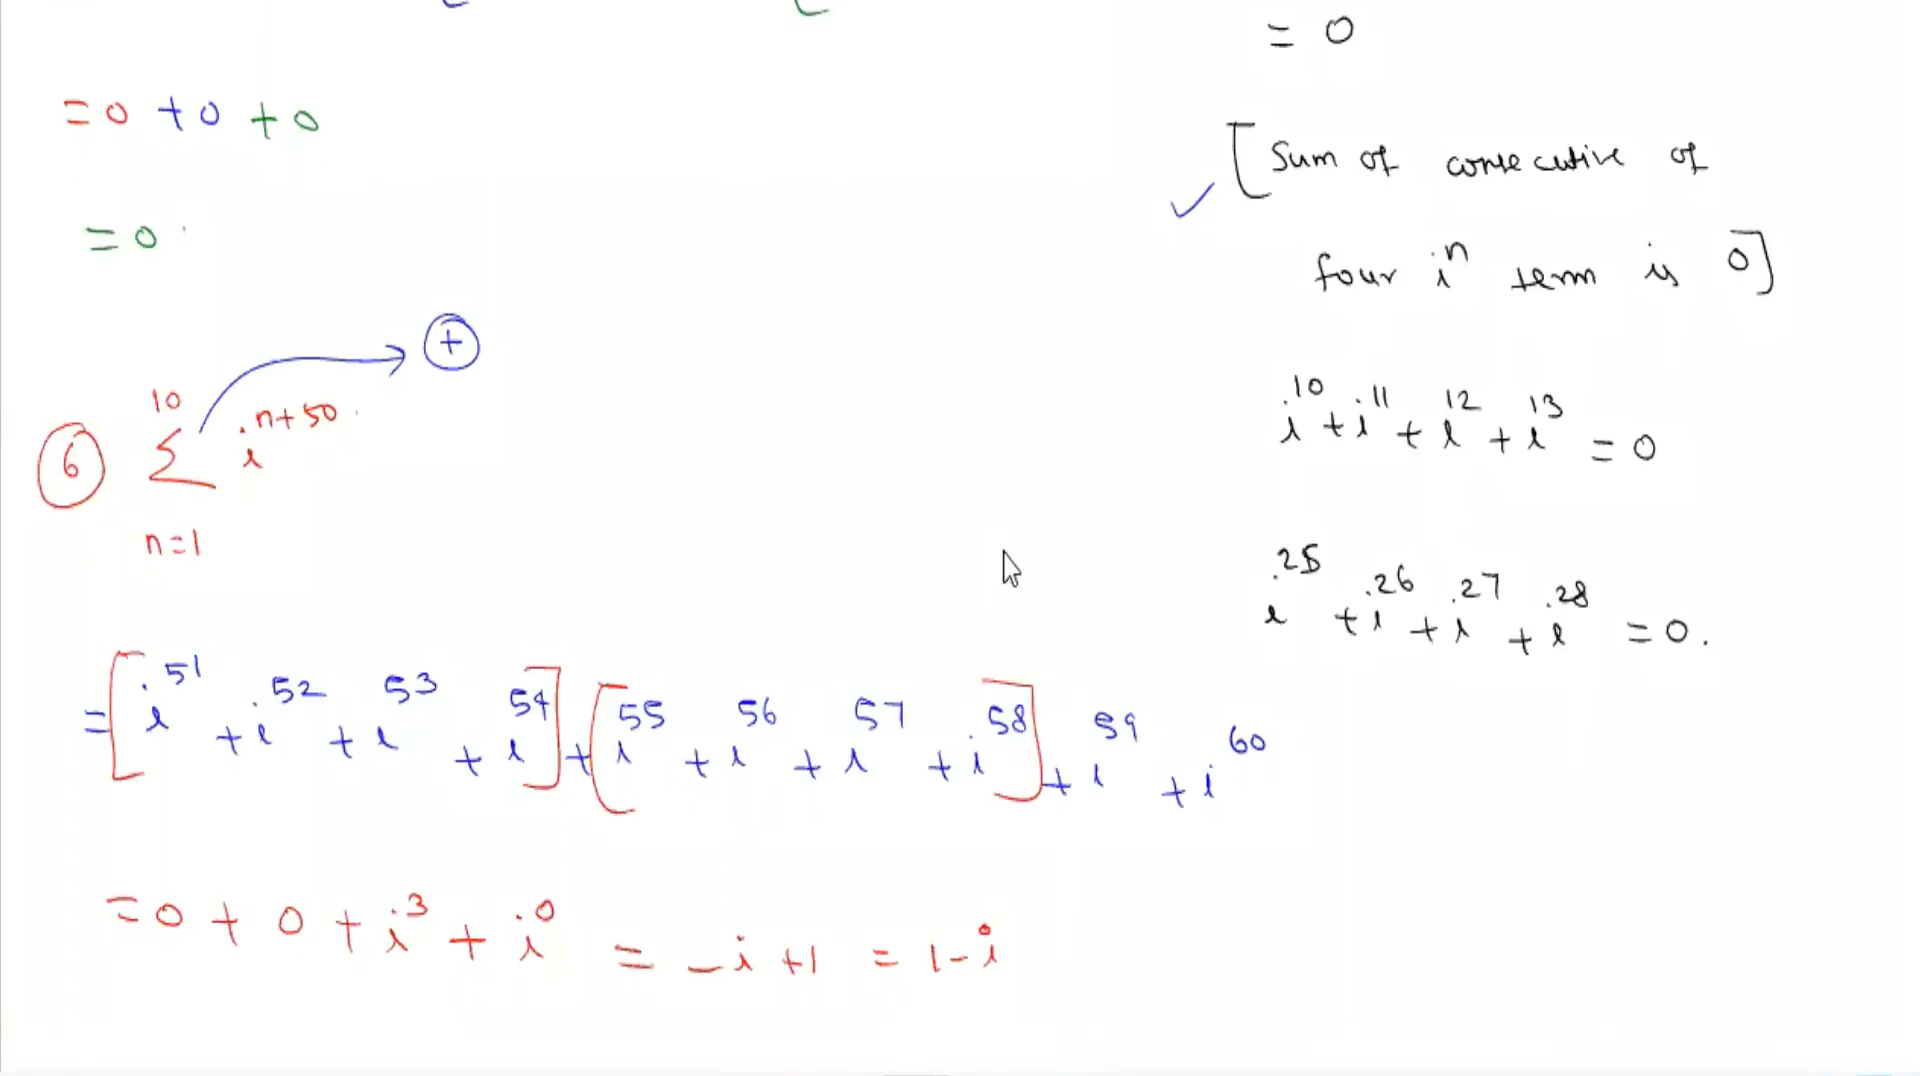 = 0 + 0 + 0
= 0
⑥ \sum_{n=1}^{10} i^{n+50} → ⊕
= [i^{51} + i^{52} + i^{53} + i^{54}] + [i^{55} + i^{56} + i^{57} + i^{58}] + i^{59} + i^{60}
= 0 + 0 + i^3 + i^0 = -i + 1 = 1 - i
= 0
✓ [Sum of consecutive of
four i^n term is 0]
i^{10} + i^{11} + i^{12} + i^{13} = 0
i^{25} + i^{26} + i^{27} + i^{28} = 0.